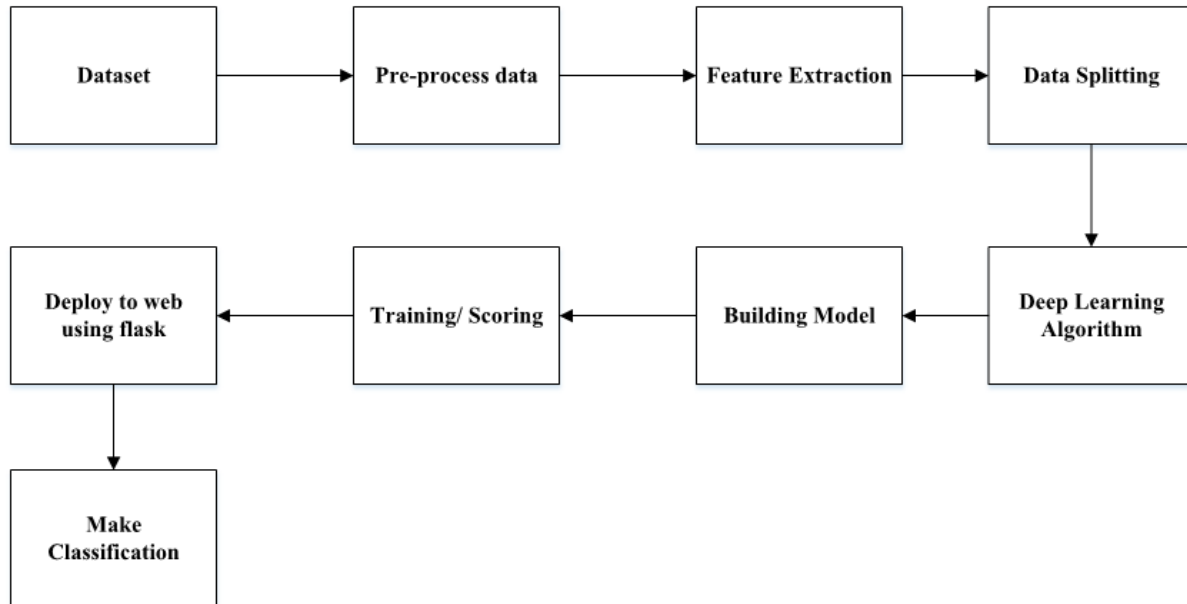 Dataset
Pre-process data
Feature Extraction
Data Splitting
Deep Learning
Algorithm
Building Model
Training/ Scoring
Deploy to web
using flask
Make
Classification